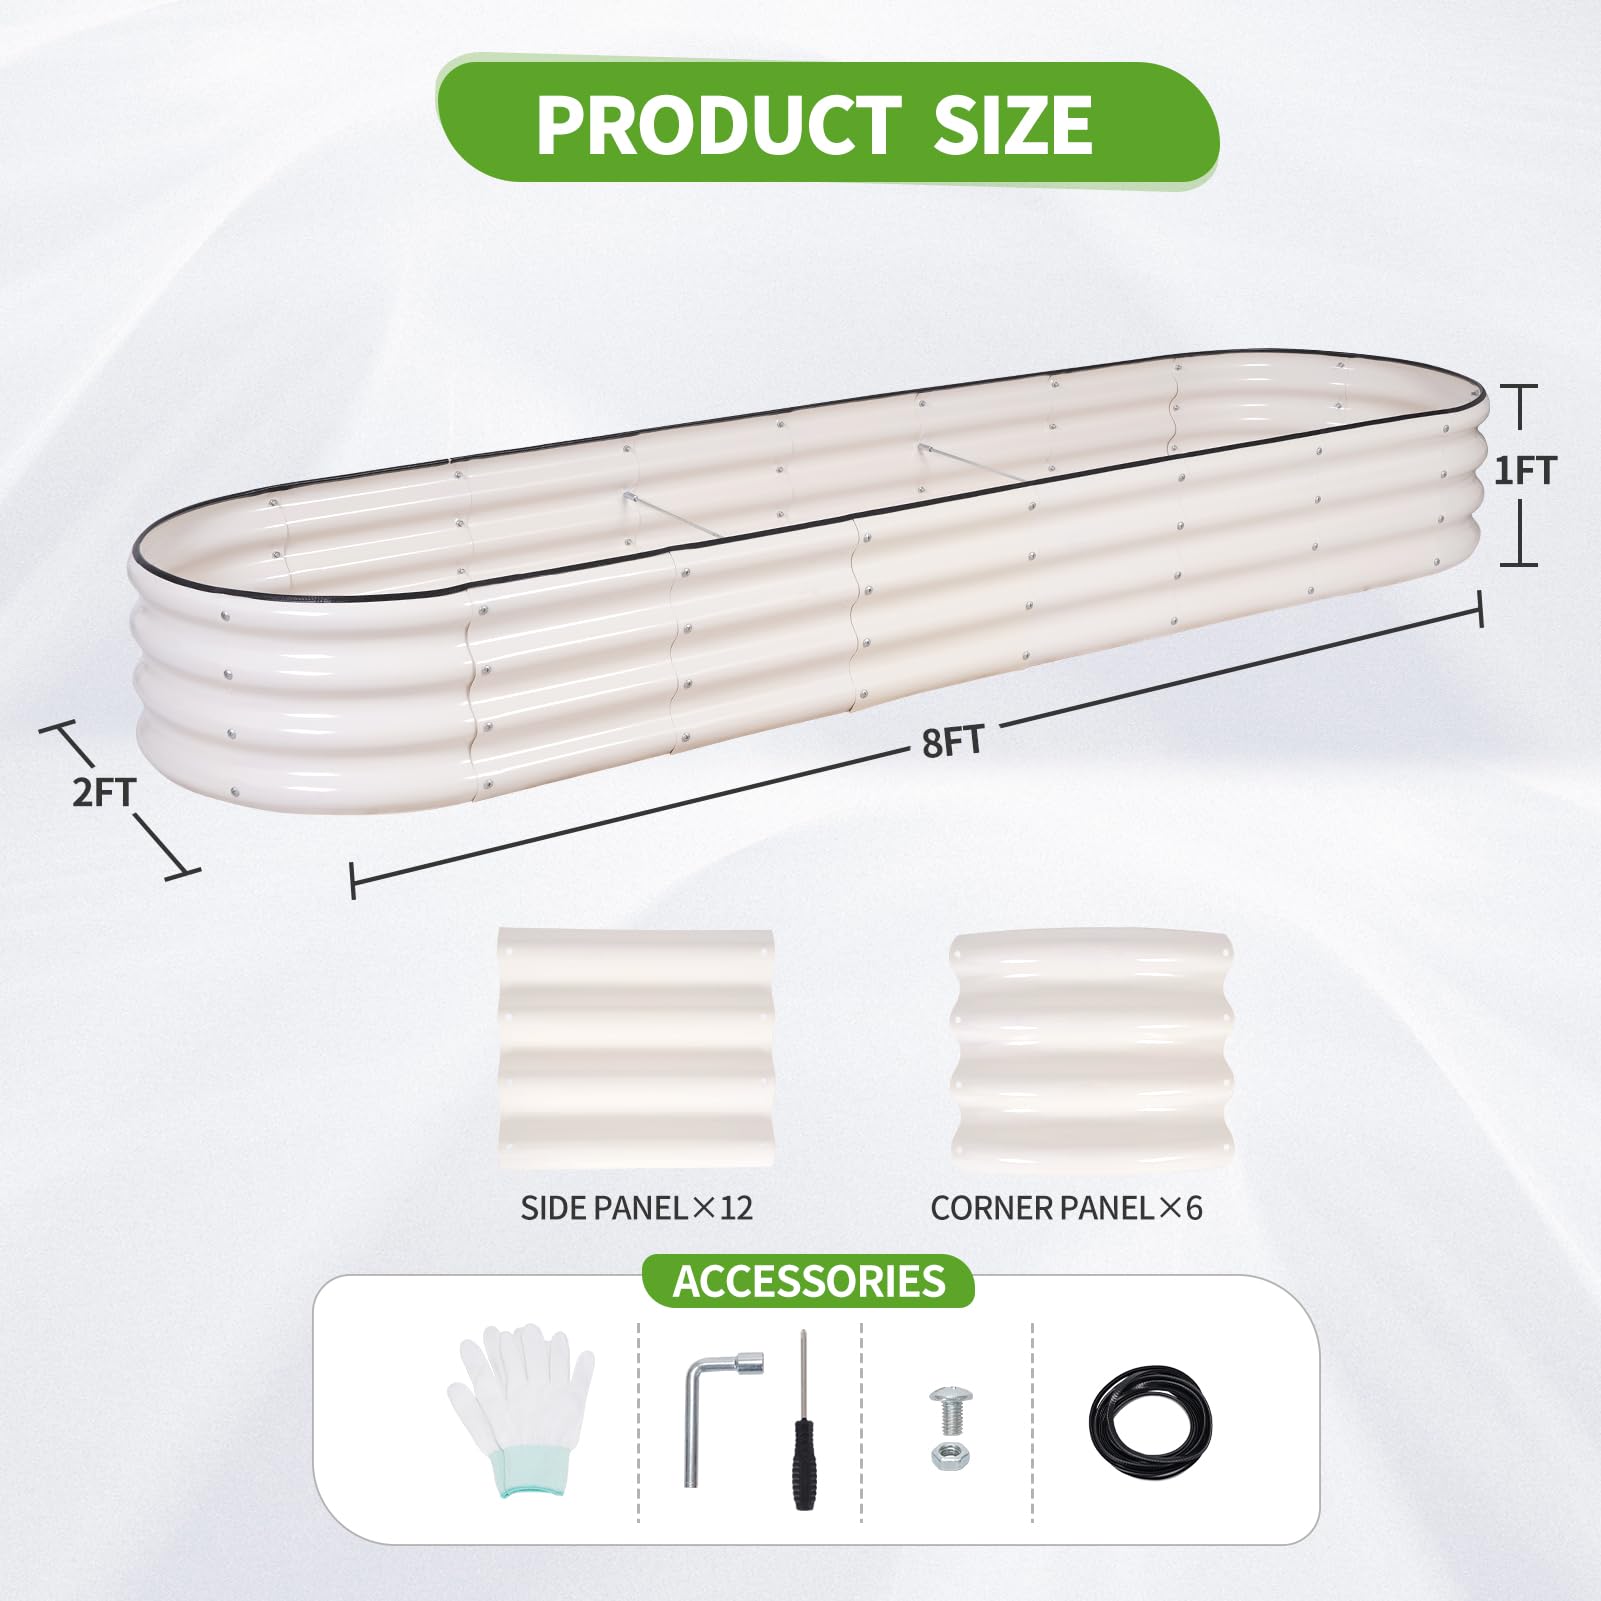 PRODUCT SIZE
1FT
8FT
2FT
SIDE PANEL×12
CORNER PANEL×6
ACCESSORIES